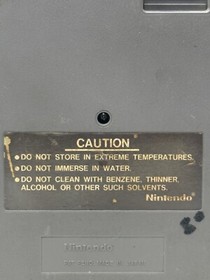 CAUTION
● DO NOT STORE IN EXTREME TEMPERATURES.
● DO NOT IMMERSE IN WATER.
● DO NOT CLEAN WITH BENZENE, THINNER,
ALCOHOL OR OTHER SUCH SOLVENTS.
Nintendo®
Nintendo